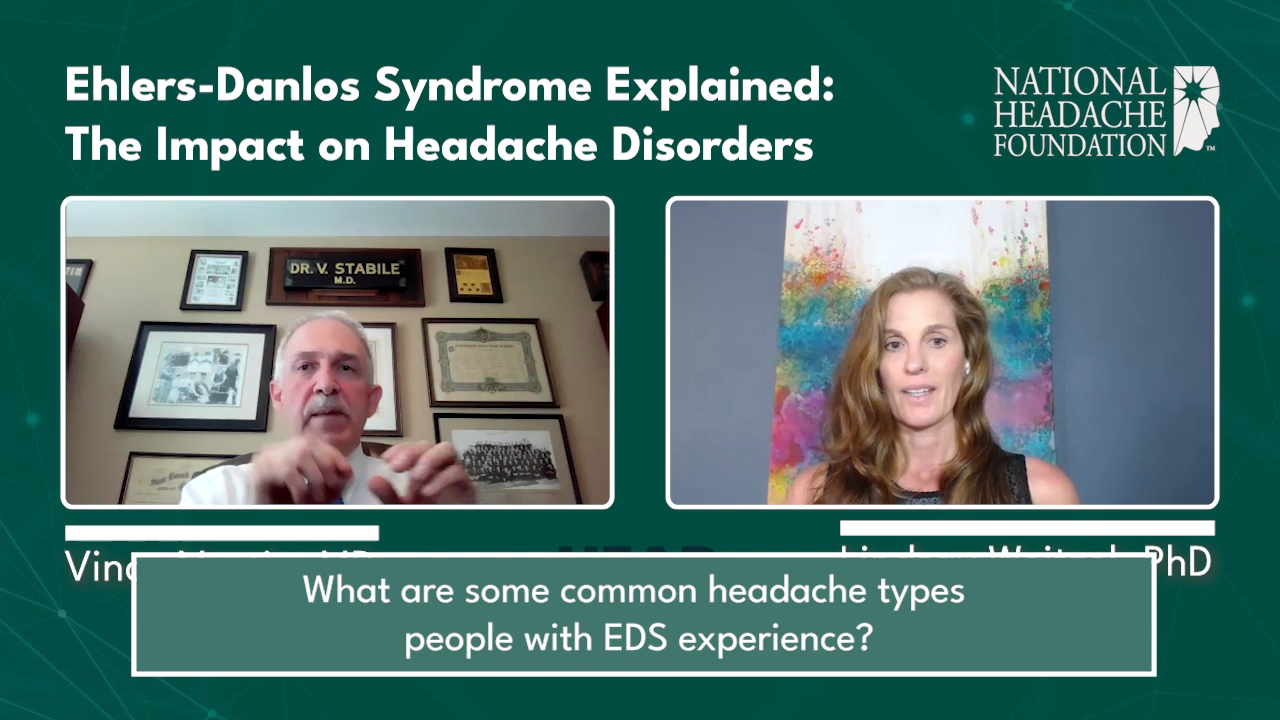 Ehlers-Danlos Syndrome Explained:
The Impact on Headache Disorders
NATIONAL
HEADACHE
FOUNDATION
TM
DR. V. STABILE
M.D.
PhD
What are some common headache types
people with EDS experience?